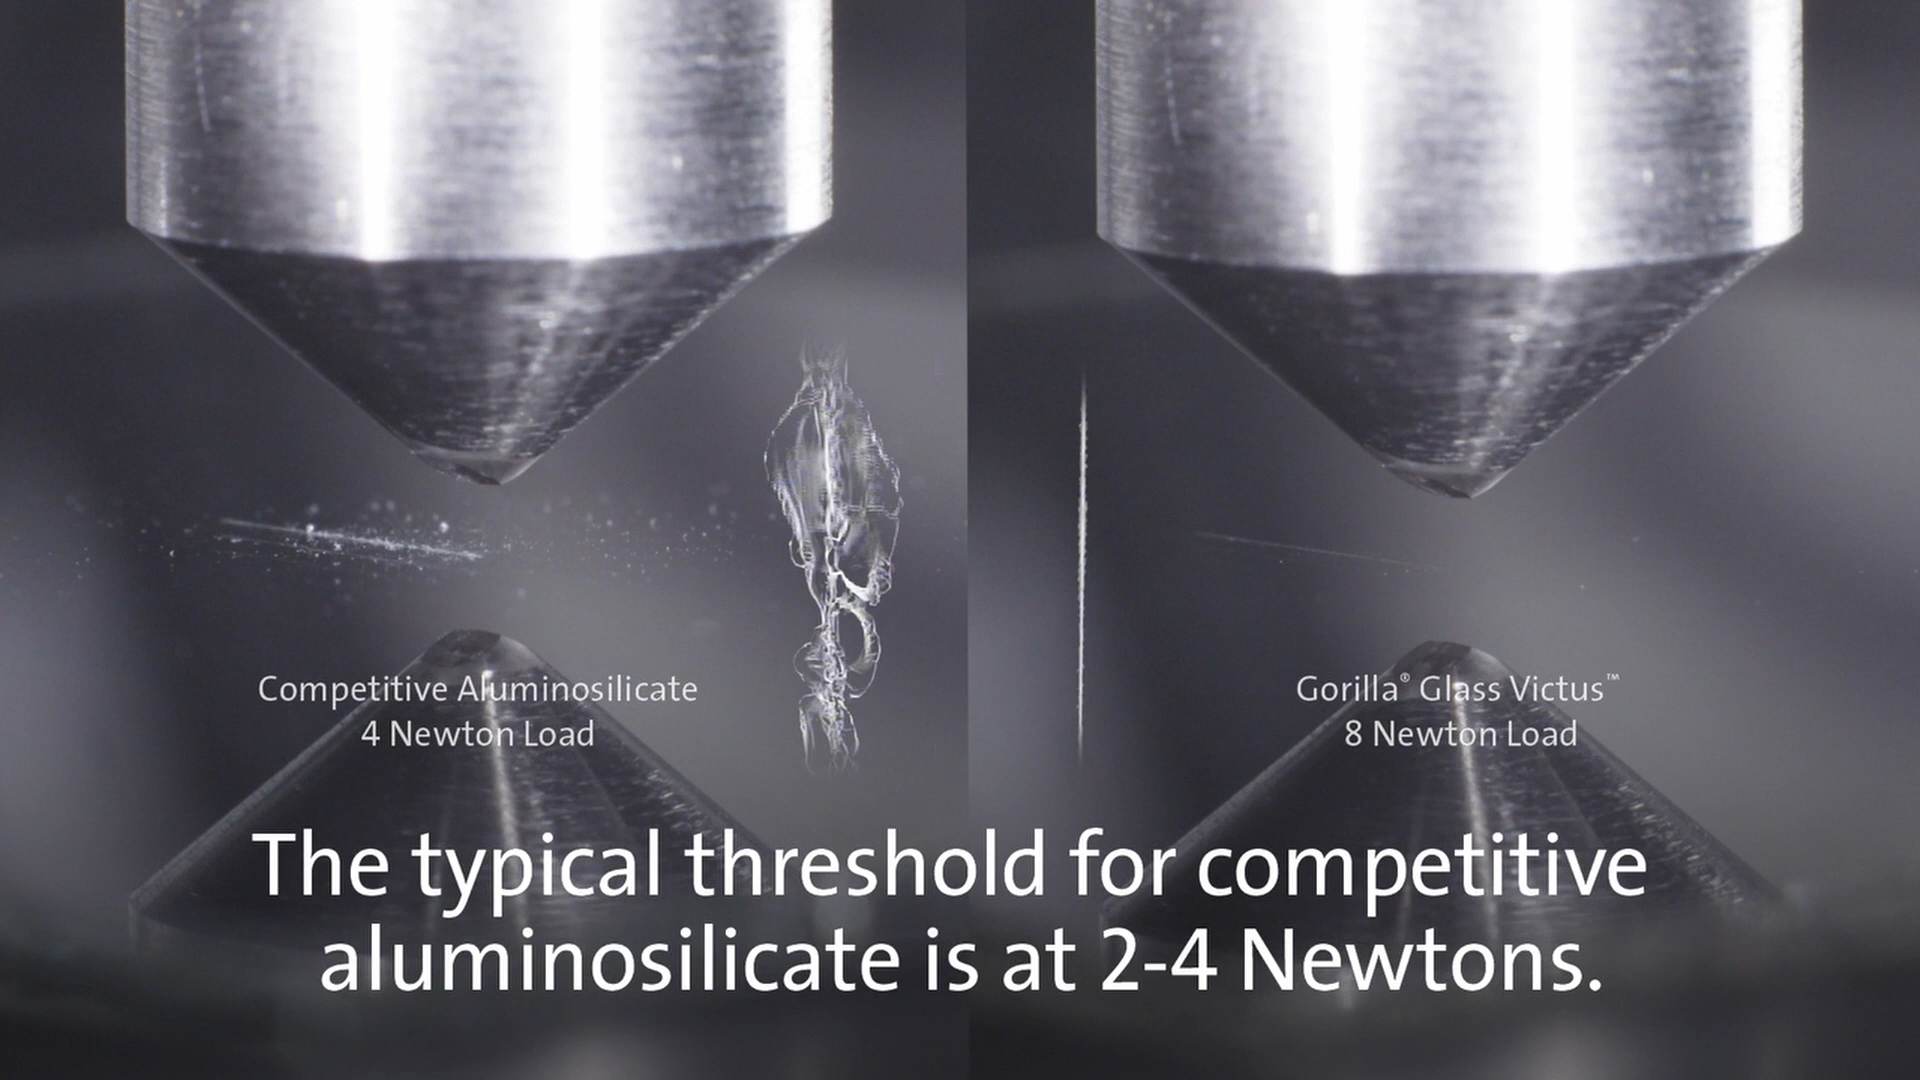 Competitive Aluminosilicate
4 Newton Load
Gorilla® Glass Victus™
8 Newton Load
The typical threshold for competitive
aluminosilicate is at 2-4 Newtons.